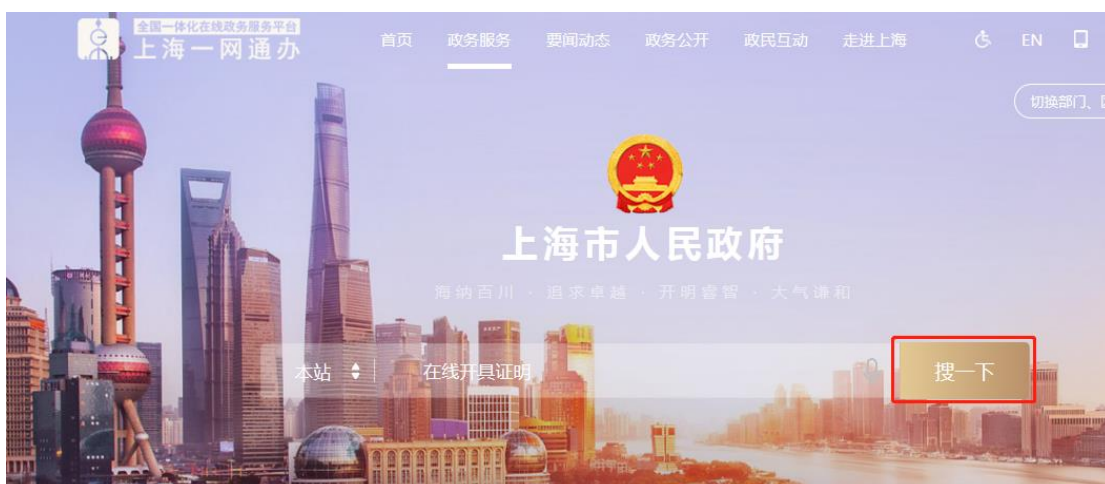 全国一体化在线政务服务平台
上海一网通办
首页 政务服务 要闻动态 政务公开 政民互动 走进上海 EN
切换部门、
上海市人民政府
海纳百川 · 追求卓越 · 开明睿智 · 大气谦和
本站 在线开具证明 搜一下